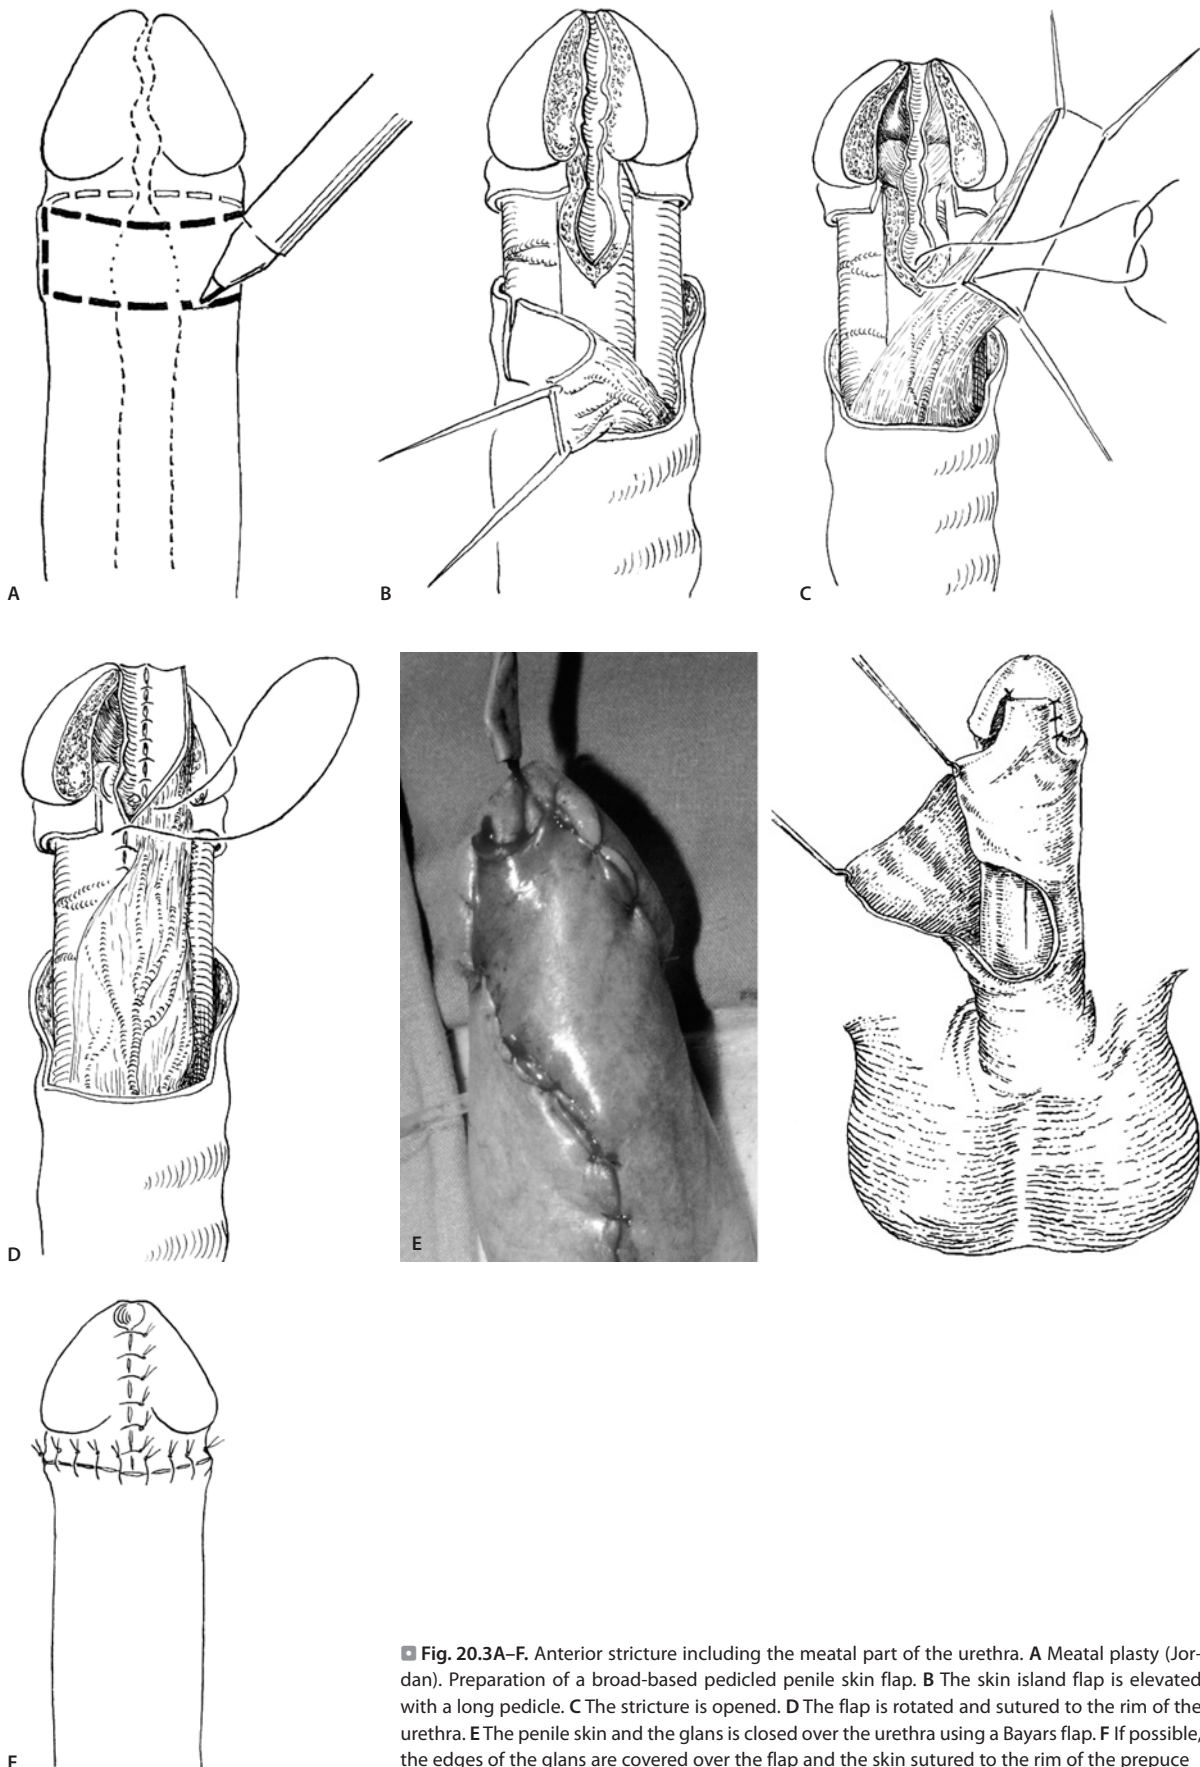 A
B
C
D
E
F
Fig. 20.3A–F. Anterior stricture including the meatal part of the urethra. A Meatal plasty (Jor-
dan). Preparation of a broad-based pedicled penile skin flap. B The skin island flap is elevated
with a long pedicle. C The stricture is opened. D The flap is rotated and sutured to the rim of the
urethra. E The penile skin and the glans is closed over the urethra using a Bayars flap. F If possible,
the edges of the glans are covered over the flap and the skin sutured to the rim of the prepuce